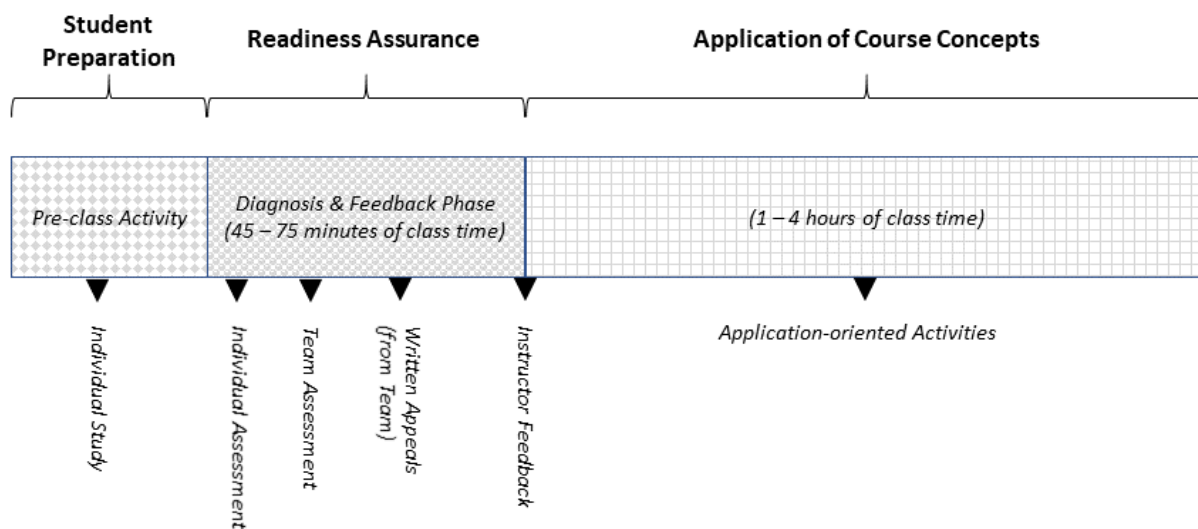 Student
Preparation
Readiness Assurance
Application of Course Concepts
Pre-class Activity
Diagnosis & Feedback Phase
(45 – 75 minutes of class time)
(1 – 4 hours of class time)
Individual Study
Individual Assessment
Team Assessment
Written Appeals
(from Team)
Instructor Feedback
Application-oriented Activities